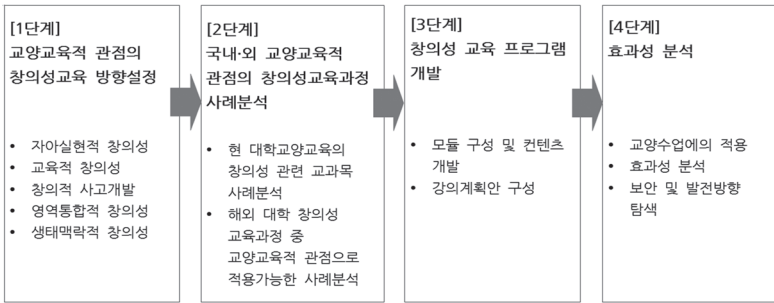 [1단계]
교양교육적 관점의
창의성교육 방향설정
• 자아실현적 창의성
• 교육적 창의성
• 창의적 사고개발
• 영역통합적 창의성
• 생태맥락적 창의성
[2단계]
국내·외 교양교육적
관점의 창의성교육과정
사례분석
• 현 대학교양교육의
창의성 관련 교과목
사례분석
• 해외 대학 창의성
교육과정 중
교양교육적 관점으로
적용가능한 사례분석
[3단계]
창의성 교육 프로그램
개발
• 모듈 구성 및 컨텐츠
개발
• 강의계획안 구성
[4단계]
효과성 분석
• 교양수업에의 적용
• 효과성 분석
• 보안 및 발전방향
탐색